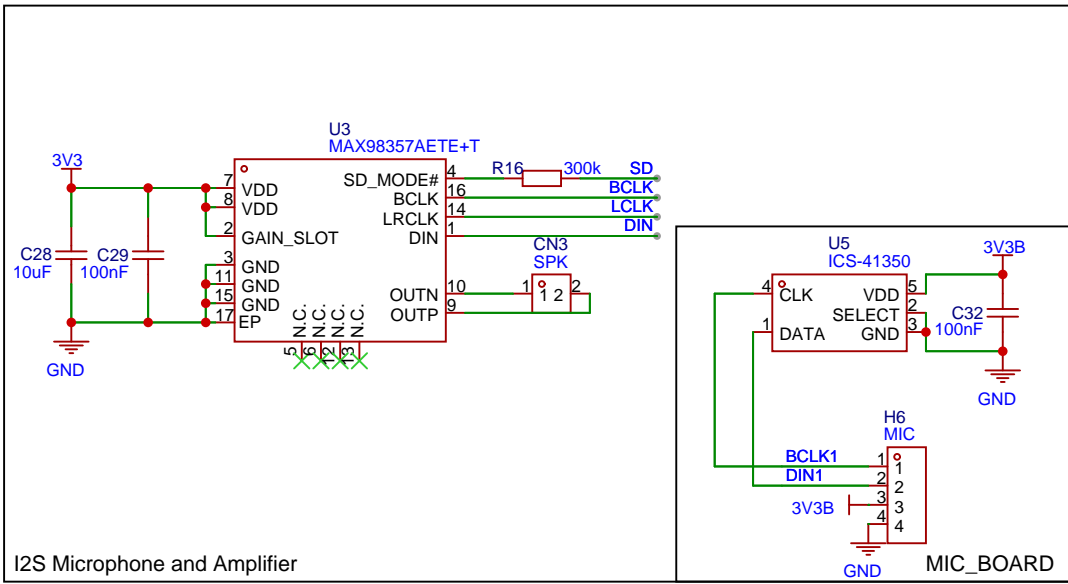 U3
MAX98357AETE+T
3V3
C28
10uF
C29
100nF
GND
7 VDD
8 VDD
2 GAIN_SLOT
3 GND
11 GND
15 GND
17 EP
SD_MODE# 4
BCLK 16
LRCLK 14
DIN 1
OUTN 10
OUTP 9
N.C. N.C. N.C. N.C.
5 6 12 13
R16 300k SD
BCLK
LCLK
DIN
CN3
SPK
1 1 2 2
U5
ICS-41350
4 CLK
1 DATA
VDD 5
SELECT 2
GND 3
3V3B
C32
100nF
GND
H6
MIC
BCLK1 1 1
DIN1 2 2
3V3B 3 3
4 4
GND
I2S Microphone and Amplifier
MIC_BOARD